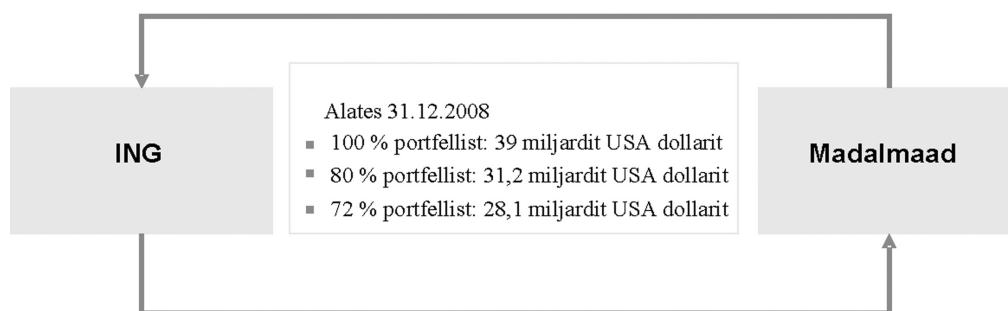 ING
Alates 31.12.2008
100 % portfellist: 39 miljardit USA dollarit
80 % portfellist: 31,2 miljardit USA dollarit
72 % portfellist: 28,1 miljardit USA dollarit
Madalmaad